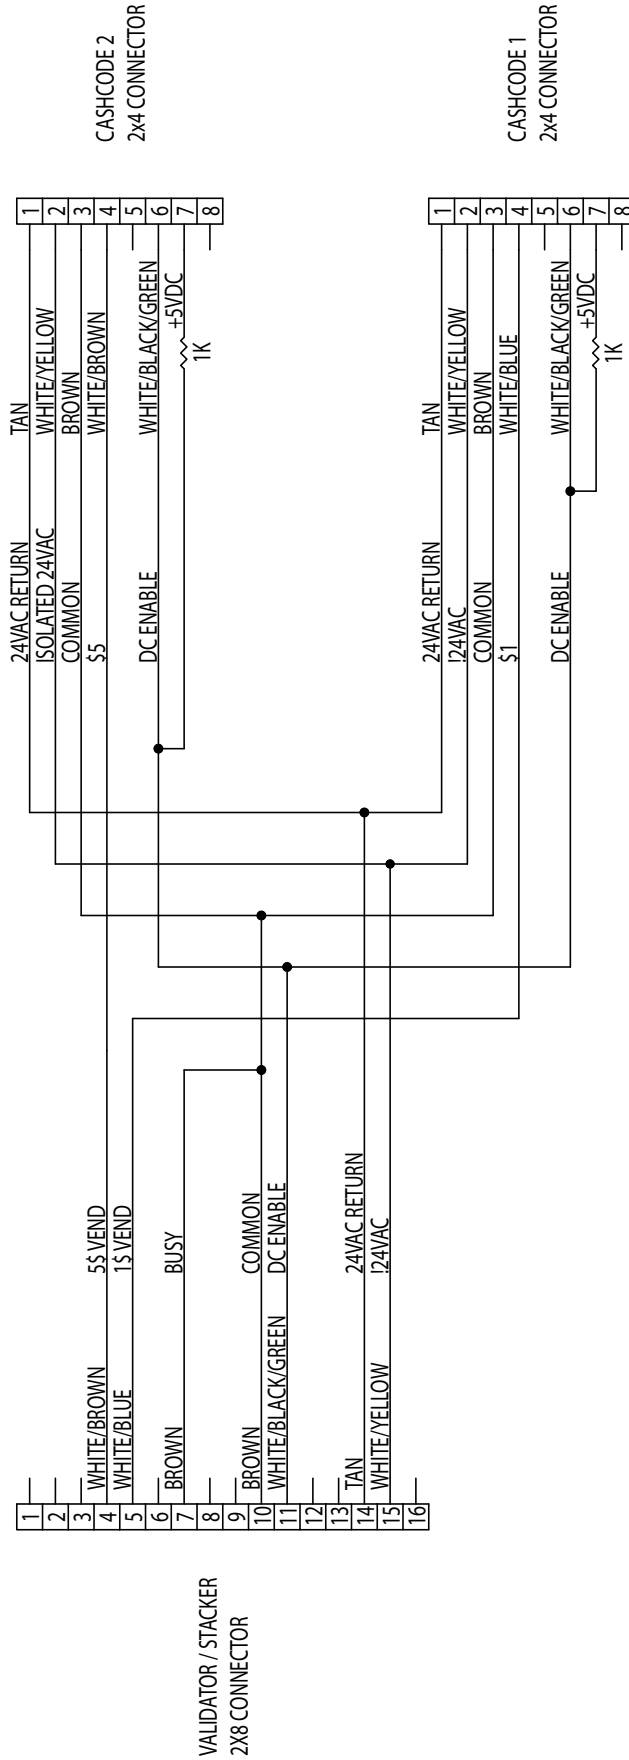 CASHCODE 2
2x4 CONNECTOR
1
2
3
4
5
6
7
8
24VAC RETURN
TAN
ISOLATED 24VAC
WHITE/YELLOW
COMMON
BROWN
$5
WHITE/BROWN
DC ENABLE
WHITE/BLACK/GREEN
+5VDC
1K
CASHCODE 1
2x4 CONNECTOR
1
2
3
4
5
6
7
8
24VAC RETURN
TAN
!24VAC
WHITE/YELLOW
COMMON
BROWN
$1
WHITE/BLUE
DC ENABLE
WHITE/BLACK/GREEN
+5VDC
1K
VALIDATOR / STACKER
2X8 CONNECTOR
1
2
3
4
5
6
7
8
9
10
11
12
13
14
15
16
WHITE/BROWN
5$ VEND
WHITE/BLUE
1$ VEND
BROWN
BUSY
BROWN
COMMON
WHITE/BLACK/GREEN
DC ENABLE
TAN
24VAC RETURN
WHITE/YELLOW
!24VAC